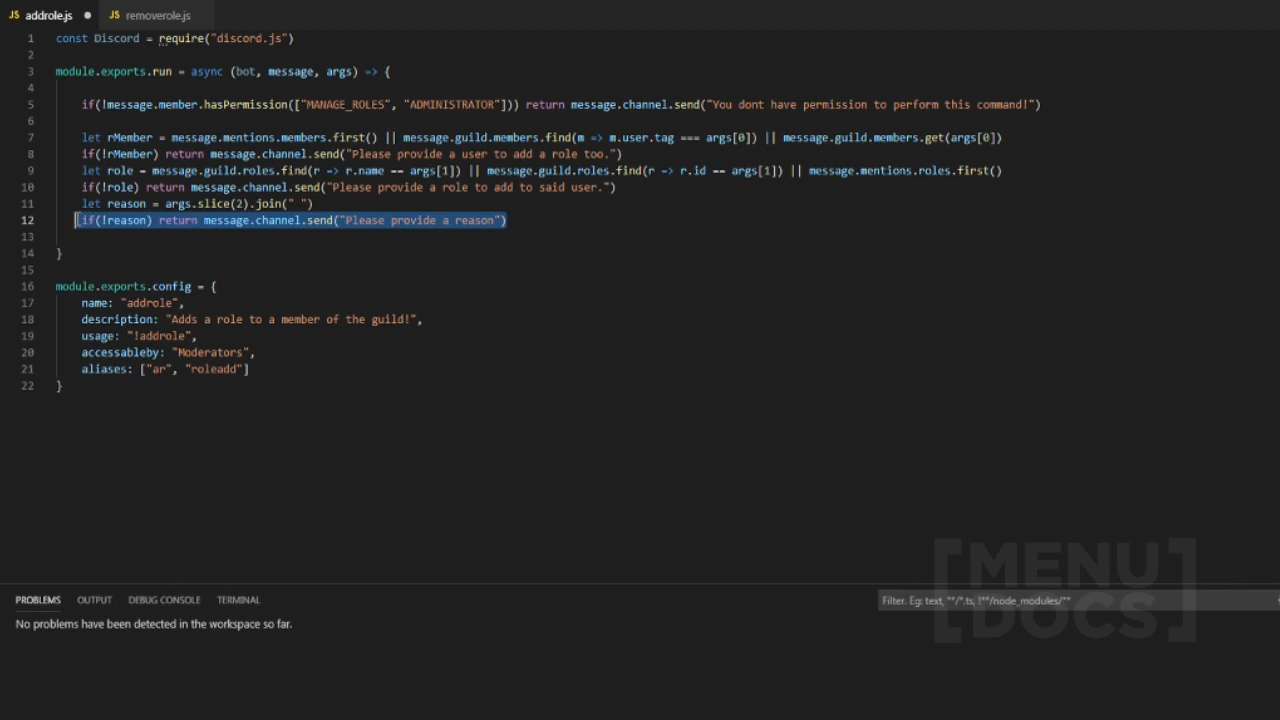 addrole.js
removerole.js
1 const Discord = require("discord.js")
2
3 module.exports.run = async (bot, message, args) => {
4
5 if(!message.member.hasPermission(["MANAGE_ROLES", "ADMINISTRATOR"])) return message.channel.send("You dont have permission to perform this command!")
6
7 let rMember = message.mentions.members.first() || message.guild.members.find(m => m.user.tag === args[0]) || message.guild.members.get(args[0])
8 if(!rMember) return message.channel.send("Please provide a user to add a role too.")
9 let role = message.guild.roles.find(r => r.name == args[1]) || message.guild.roles.find(r => r.id == args[1]) || message.mentions.roles.first()
10 if(!role) return message.channel.send("Please provide a role to add to said user.")
11 let reason = args.slice(2).join(" ")
12 if(!reason) return message.channel.send("Please provide a reason")
13
14 }
15
16 module.exports.config = {
17 name: "addrole",
18 description: "Adds a role to a member of the guild!",
19 usage: "!addrole",
20 accessableby: "Moderators",
21 aliases: ["ar", "roleadd"]
22 }
PROBLEMS OUTPUT DEBUG CONSOLE TERMINAL
Filter. Eg: text, **/*.ts, !**/node_modules/**
No problems have been detected in the workspace so far.
[MENU
DOCS]